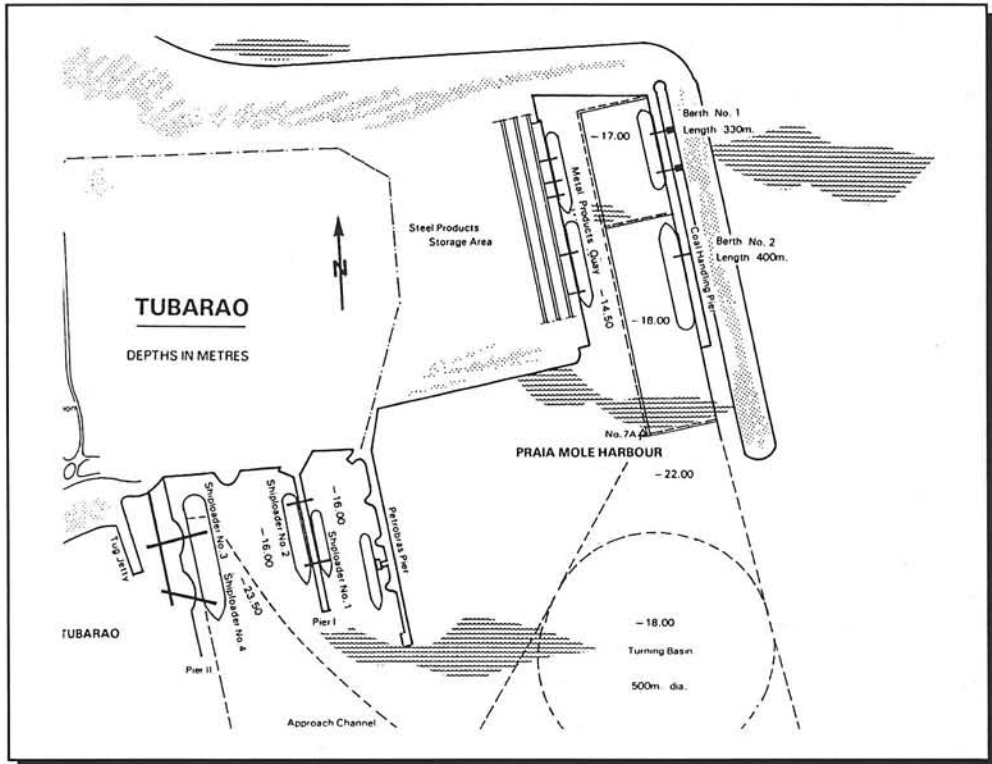 Berth No. 1
Length 330m.
-17.00
Metal Products Quay
Steel Products
Storage Area
Coal Handling Pier
Berth No. 2
Length 400m.
N
-14.50
-18.00
TUBARAO
DEPTHS IN METRES
No.7A
PRAIA MOLE HARBOUR
-22.00
Shiploader No.3
Shiploader No.2
-16.00
-16.00
Shiploader No.1
Petrobras Pier
Tug Jetty
Shiploader No.4
-23.50
TUBARAO
Pier I
Pier II
-18.00
Turning Basin
500m. dia.
Approach Channel